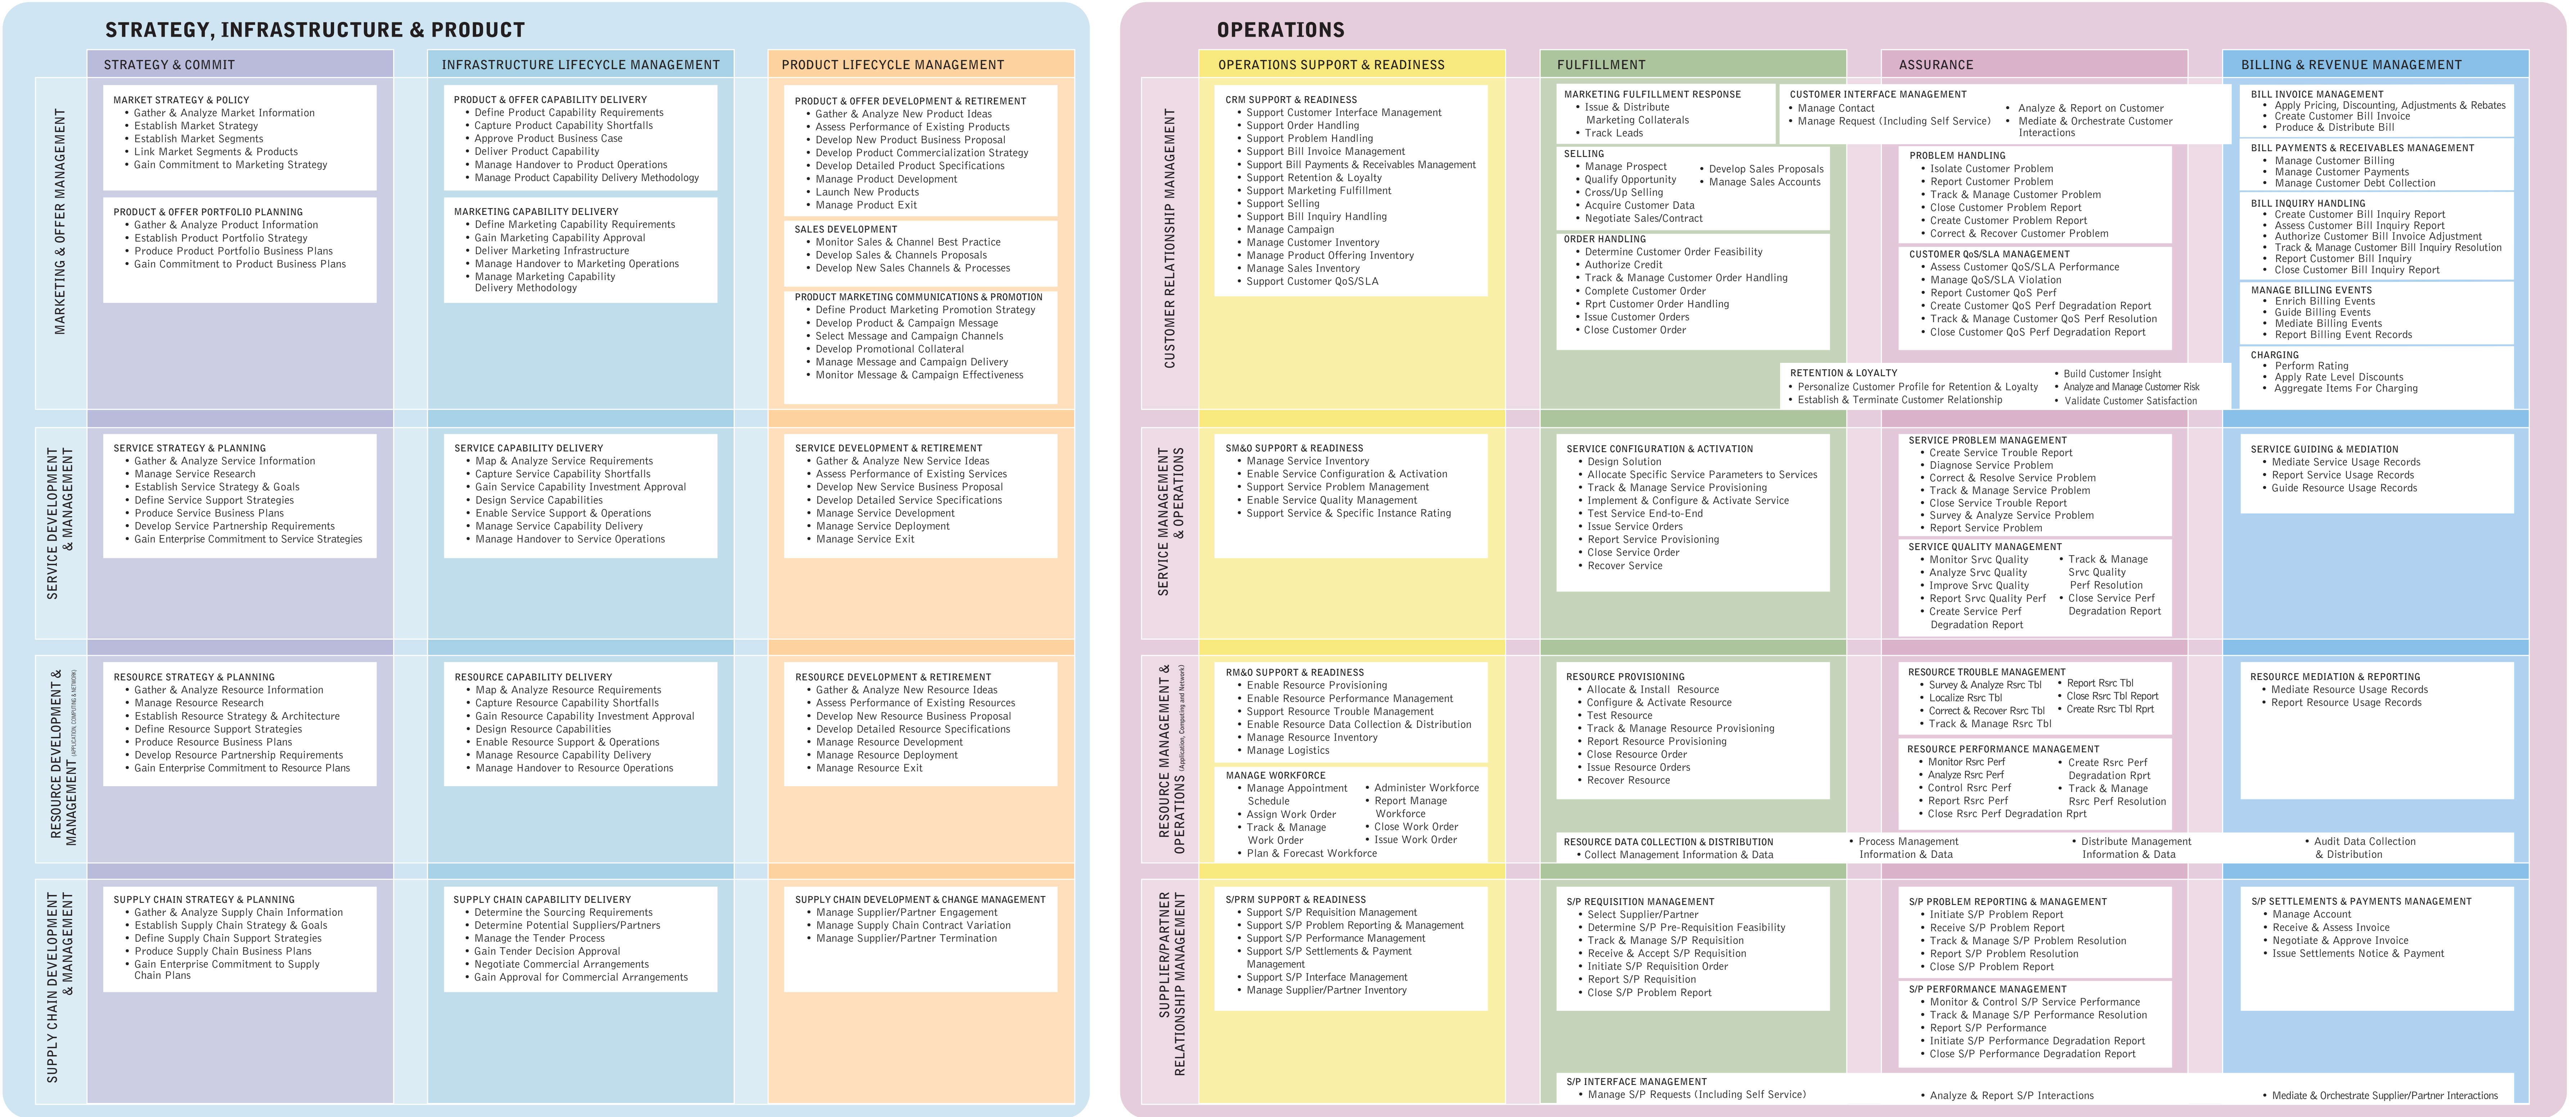 STRATEGY, INFRASTRUCTURE & PRODUCT
STRATEGY & COMMIT
INFRASTRUCTURE LIFECYCLE MANAGEMENT
PRODUCT LIFECYCLE MANAGEMENT
MARKETING & OFFER MANAGEMENT
MARKET STRATEGY & POLICY
• Gather & Analyze Market Information
• Establish Market Strategy
• Establish Market Segments
• Link Market Segments & Products
• Gain Commitment to Marketing Strategy
PRODUCT & OFFER PORTFOLIO PLANNING
• Gather & Analyze Product Information
• Establish Product Portfolio Strategy
• Produce Product Portfolio Business Plans
• Gain Commitment to Product Business Plans
PRODUCT & OFFER CAPABILITY DELIVERY
• Define Product Capability Requirements
• Capture Product Capability Shortfalls
• Approve Product Business Case
• Deliver Product Capability
• Manage Handover to Product Operations
• Manage Product Capability Delivery Methodology
MARKETING CAPABILITY DELIVERY
• Define Marketing Capability Requirements
• Gain Marketing Capability Approval
• Deliver Marketing Infrastructure
• Manage Handover to Marketing Operations
• Manage Marketing Capability
Delivery Methodology
PRODUCT & OFFER DEVELOPMENT & RETIREMENT
• Gather & Analyze New Product Ideas
• Assess Performance of Existing Products
• Develop New Product Business Proposal
• Develop Product Commercialization Strategy
• Develop Detailed Product Specifications
• Manage Product Development
• Launch New Products
• Manage Product Exit
SALES DEVELOPMENT
• Monitor Sales & Channel Best Practice
• Develop Sales & Channels Proposals
• Develop New Sales Channels & Processes
PRODUCT MARKETING COMMUNICATIONS & PROMOTION
• Define Product Marketing Promotion Strategy
• Develop Product & Campaign Message
• Select Message and Campaign Channels
• Develop Promotional Collateral
• Manage Message and Campaign Delivery
• Monitor Message & Campaign Effectiveness
SERVICE DEVELOPMENT
& MANAGEMENT
SERVICE STRATEGY & PLANNING
• Gather & Analyze Service Information
• Manage Service Research
• Establish Service Strategy & Goals
• Define Service Support Strategies
• Produce Service Business Plans
• Develop Service Partnership Requirements
• Gain Enterprise Commitment to Service Strategies
SERVICE CAPABILITY DELIVERY
• Map & Analyze Service Requirements
• Capture Service Capability Shortfalls
• Gain Service Capability Investment Approval
• Design Service Capabilities
• Enable Service Support & Operations
• Manage Service Capability Delivery
• Manage Handover to Service Operations
SERVICE DEVELOPMENT & RETIREMENT
• Gather & Analyze New Service Ideas
• Assess Performance of Existing Services
• Develop New Service Business Proposal
• Develop Detailed Service Specifications
• Manage Service Development
• Manage Service Deployment
• Manage Service Exit
RESOURCE DEVELOPMENT &
MANAGEMENT (APPLICATION, COMPUTING & NETWORK)
RESOURCE STRATEGY & PLANNING
• Gather & Analyze Resource Information
• Manage Resource Research
• Establish Resource Strategy & Architecture
• Define Resource Support Strategies
• Produce Resource Business Plans
• Develop Resource Partnership Requirements
• Gain Enterprise Commitment to Resource Plans
RESOURCE CAPABILITY DELIVERY
• Map & Analyze Resource Requirements
• Capture Resource Capability Shortfalls
• Gain Resource Capability Investment Approval
• Design Resource Capabilities
• Enable Resource Support & Operations
• Manage Resource Capability Delivery
• Manage Handover to Resource Operations
RESOURCE DEVELOPMENT & RETIREMENT
• Gather & Analyze New Resource Ideas
• Assess Performance of Existing Resources
• Develop New Resource Business Proposal
• Develop Detailed Resource Specifications
• Manage Resource Development
• Manage Resource Deployment
• Manage Resource Exit
SUPPLY CHAIN DEVELOPMENT
& MANAGEMENT
SUPPLY CHAIN STRATEGY & PLANNING
• Gather & Analyze Supply Chain Information
• Establish Supply Chain Strategy & Goals
• Define Supply Chain Support Strategies
• Produce Supply Chain Business Plans
• Gain Enterprise Commitment to Supply
Chain Plans
SUPPLY CHAIN CAPABILITY DELIVERY
• Determine the Sourcing Requirements
• Determine Potential Suppliers/Partners
• Manage the Tender Process
• Gain Tender Decision Approval
• Negotiate Commercial Arrangements
• Gain Approval for Commercial Arrangements
SUPPLY CHAIN DEVELOPMENT & CHANGE MANAGEMENT
• Manage Supplier/Partner Engagement
• Manage Supply Chain Contract Variation
• Manage Supplier/Partner Termination
OPERATIONS
OPERATIONS SUPPORT & READINESS
FULFILLMENT
ASSURANCE
BILLING & REVENUE MANAGEMENT
CUSTOMER RELATIONSHIP MANAGEMENT
CRM SUPPORT & READINESS
• Support Customer Interface Management
• Support Order Handling
• Support Problem Handling
• Support Bill Invoice Management
• Support Bill Payments & Receivables Management
• Support Retention & Loyalty
• Support Marketing Fulfillment
• Support Selling
• Support Bill Inquiry Handling
• Manage Campaign
• Manage Customer Inventory
• Manage Product Offering Inventory
• Manage Sales Inventory
• Support Customer QoS/SLA
MARKETING FULFILLMENT RESPONSE
• Issue & Distribute
Marketing Collaterals
• Track Leads
CUSTOMER INTERFACE MANAGEMENT
• Manage Contact
• Manage Request (Including Self Service)
• Analyze & Report on Customer
• Mediate & Orchestrate Customer
Interactions
SELLING
• Manage Prospect
• Qualify Opportunity
• Cross/Up Selling
• Acquire Customer Data
• Negotiate Sales/Contract
• Develop Sales Proposals
• Manage Sales Accounts
ORDER HANDLING
• Determine Customer Order Feasibility
• Authorize Credit
• Track & Manage Customer Order Handling
• Complete Customer Order
• Rprt Customer Order Handling
• Issue Customer Orders
• Close Customer Order
PROBLEM HANDLING
• Isolate Customer Problem
• Report Customer Problem
• Track & Manage Customer Problem
• Close Customer Problem Report
• Create Customer Problem Report
• Correct & Recover Customer Problem
CUSTOMER QoS/SLA MANAGEMENT
• Assess Customer QoS/SLA Performance
• Manage QoS/SLA Violation
• Report Customer QoS Perf
• Create Customer QoS Perf Degradation Report
• Track & Manage Customer QoS Perf Resolution
• Close Customer QoS Perf Degradation Report
RETENTION & LOYALTY
• Personalize Customer Profile for Retention & Loyalty
• Establish & Terminate Customer Relationship
• Build Customer Insight
• Analyze and Manage Customer Risk
• Validate Customer Satisfaction
BILL INVOICE MANAGEMENT
• Apply Pricing, Discounting, Adjustments & Rebates
• Create Customer Bill Invoice
• Produce & Distribute Bill
BILL PAYMENTS & RECEIVABLES MANAGEMENT
• Manage Customer Billing
• Manage Customer Payments
• Manage Customer Debt Collection
BILL INQUIRY HANDLING
• Create Customer Bill Inquiry Report
• Assess Customer Bill Inquiry Report
• Authorize Customer Bill Invoice Adjustment
• Track & Manage Customer Bill Inquiry Resolution
• Report Customer Bill Inquiry
• Close Customer Bill Inquiry Report
MANAGE BILLING EVENTS
• Enrich Billing Events
• Guide Billing Events
• Mediate Billing Events
• Report Billing Event Records
CHARGING
• Perform Rating
• Apply Rate Level Discounts
• Aggregate Items For Charging
SERVICE MANAGEMENT
& OPERATIONS
SM&O SUPPORT & READINESS
• Manage Service Inventory
• Enable Service Configuration & Activation
• Support Service Problem Management
• Enable Service Quality Management
• Support Service & Specific Instance Rating
SERVICE CONFIGURATION & ACTIVATION
• Design Solution
• Allocate Specific Service Parameters to Services
• Track & Manage Service Provisioning
• Implement & Configure & Activate Service
• Test Service End-to-End
• Issue Service Orders
• Report Service Provisioning
• Close Service Order
• Recover Service
SERVICE PROBLEM MANAGEMENT
• Create Service Trouble Report
• Diagnose Service Problem
• Correct & Resolve Service Problem
• Track & Manage Service Problem
• Close Service Trouble Report
• Survey & Analyze Service Problem
• Report Service Problem
SERVICE QUALITY MANAGEMENT
• Monitor Srvc Quality
• Analyze Srvc Quality
• Improve Srvc Quality
• Report Srvc Quality Perf
• Create Service Perf
Degradation Report
• Track & Manage
Srvc Quality
Perf Resolution
• Close Service Perf
Degradation Report
SERVICE GUIDING & MEDIATION
• Mediate Service Usage Records
• Report Service Usage Records
• Guide Resource Usage Records
RESOURCE MANAGEMENT &
OPERATIONS (Application, Computing and Network)
RM&O SUPPORT & READINESS
• Enable Resource Provisioning
• Enable Resource Performance Management
• Support Resource Trouble Management
• Enable Resource Data Collection & Distribution
• Manage Resource Inventory
• Manage Logistics
MANAGE WORKFORCE
• Manage Appointment
Schedule
• Assign Work Order
• Track & Manage
Work Order
• Plan & Forecast Workforce
• Administer Workforce
• Report Manage
Workforce
• Close Work Order
• Issue Work Order
RESOURCE PROVISIONING
• Allocate & Install Resource
• Configure & Activate Resource
• Test Resource
• Track & Manage Resource Provisioning
• Report Resource Provisioning
• Close Resource Order
• Issue Resource Orders
• Recover Resource
RESOURCE TROUBLE MANAGEMENT
• Survey & Analyze Rsrc Tbl
• Localize Rsrc Tbl
• Correct & Recover Rsrc Tbl
• Track & Manage Rsrc Tbl
• Report Rsrc Tbl
• Close Rsrc Tbl Report
• Create Rsrc Tbl Rprt
RESOURCE PERFORMANCE MANAGEMENT
• Monitor Rsrc Perf
• Analyze Rsrc Perf
• Control Rsrc Perf
• Report Rsrc Perf
• Close Rsrc Perf Degradation Rprt
• Create Rsrc Perf
Degradation Rprt
• Track & Manage
Rsrc Perf Resolution
RESOURCE MEDIATION & REPORTING
• Mediate Resource Usage Records
• Report Resource Usage Records
RESOURCE DATA COLLECTION & DISTRIBUTION
• Collect Management Information & Data
• Process Management
Information & Data
• Distribute Management
Information & Data
• Audit Data Collection
& Distribution
SUPPLIER/PARTNER
RELATIONSHIP MANAGEMENT
S/PRM SUPPORT & READINESS
• Support S/P Requisition Management
• Support S/P Problem Reporting & Management
• Support S/P Performance Management
• Support S/P Settlements & Payment
Management
• Support S/P Interface Management
• Manage Supplier/Partner Inventory
S/P REQUISITION MANAGEMENT
• Select Supplier/Partner
• Determine S/P Pre-Requisition Feasibility
• Track & Manage S/P Requisition
• Receive & Accept S/P Requisition
• Initiate S/P Requisition Order
• Report S/P Requisition
• Close S/P Problem Report
S/P PROBLEM REPORTING & MANAGEMENT
• Initiate S/P Problem Report
• Receive S/P Problem Report
• Track & Manage S/P Problem Resolution
• Report S/P Problem Resolution
• Close S/P Problem Report
S/P PERFORMANCE MANAGEMENT
• Monitor & Control S/P Service Performance
• Track & Manage S/P Performance Resolution
• Report S/P Performance
• Initiate S/P Performance Degradation Report
• Close S/P Performance Degradation Report
S/P SETTLEMENTS & PAYMENTS MANAGEMENT
• Manage Account
• Receive & Assess Invoice
• Negotiate & Approve Invoice
• Issue Settlements Notice & Payment
S/P INTERFACE MANAGEMENT
• Manage S/P Requests (Including Self Service)
• Analyze & Report S/P Interactions
• Mediate & Orchestrate Supplier/Partner Interactions